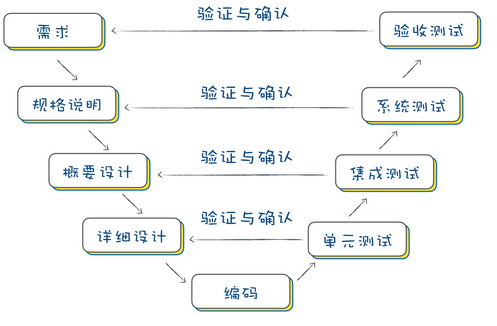 需求
验证与确认
验收测试
规格说明
验证与确认
系统测试
概要设计
验证与确认
集成测试
详细设计
验证与确认
单元测试
编码